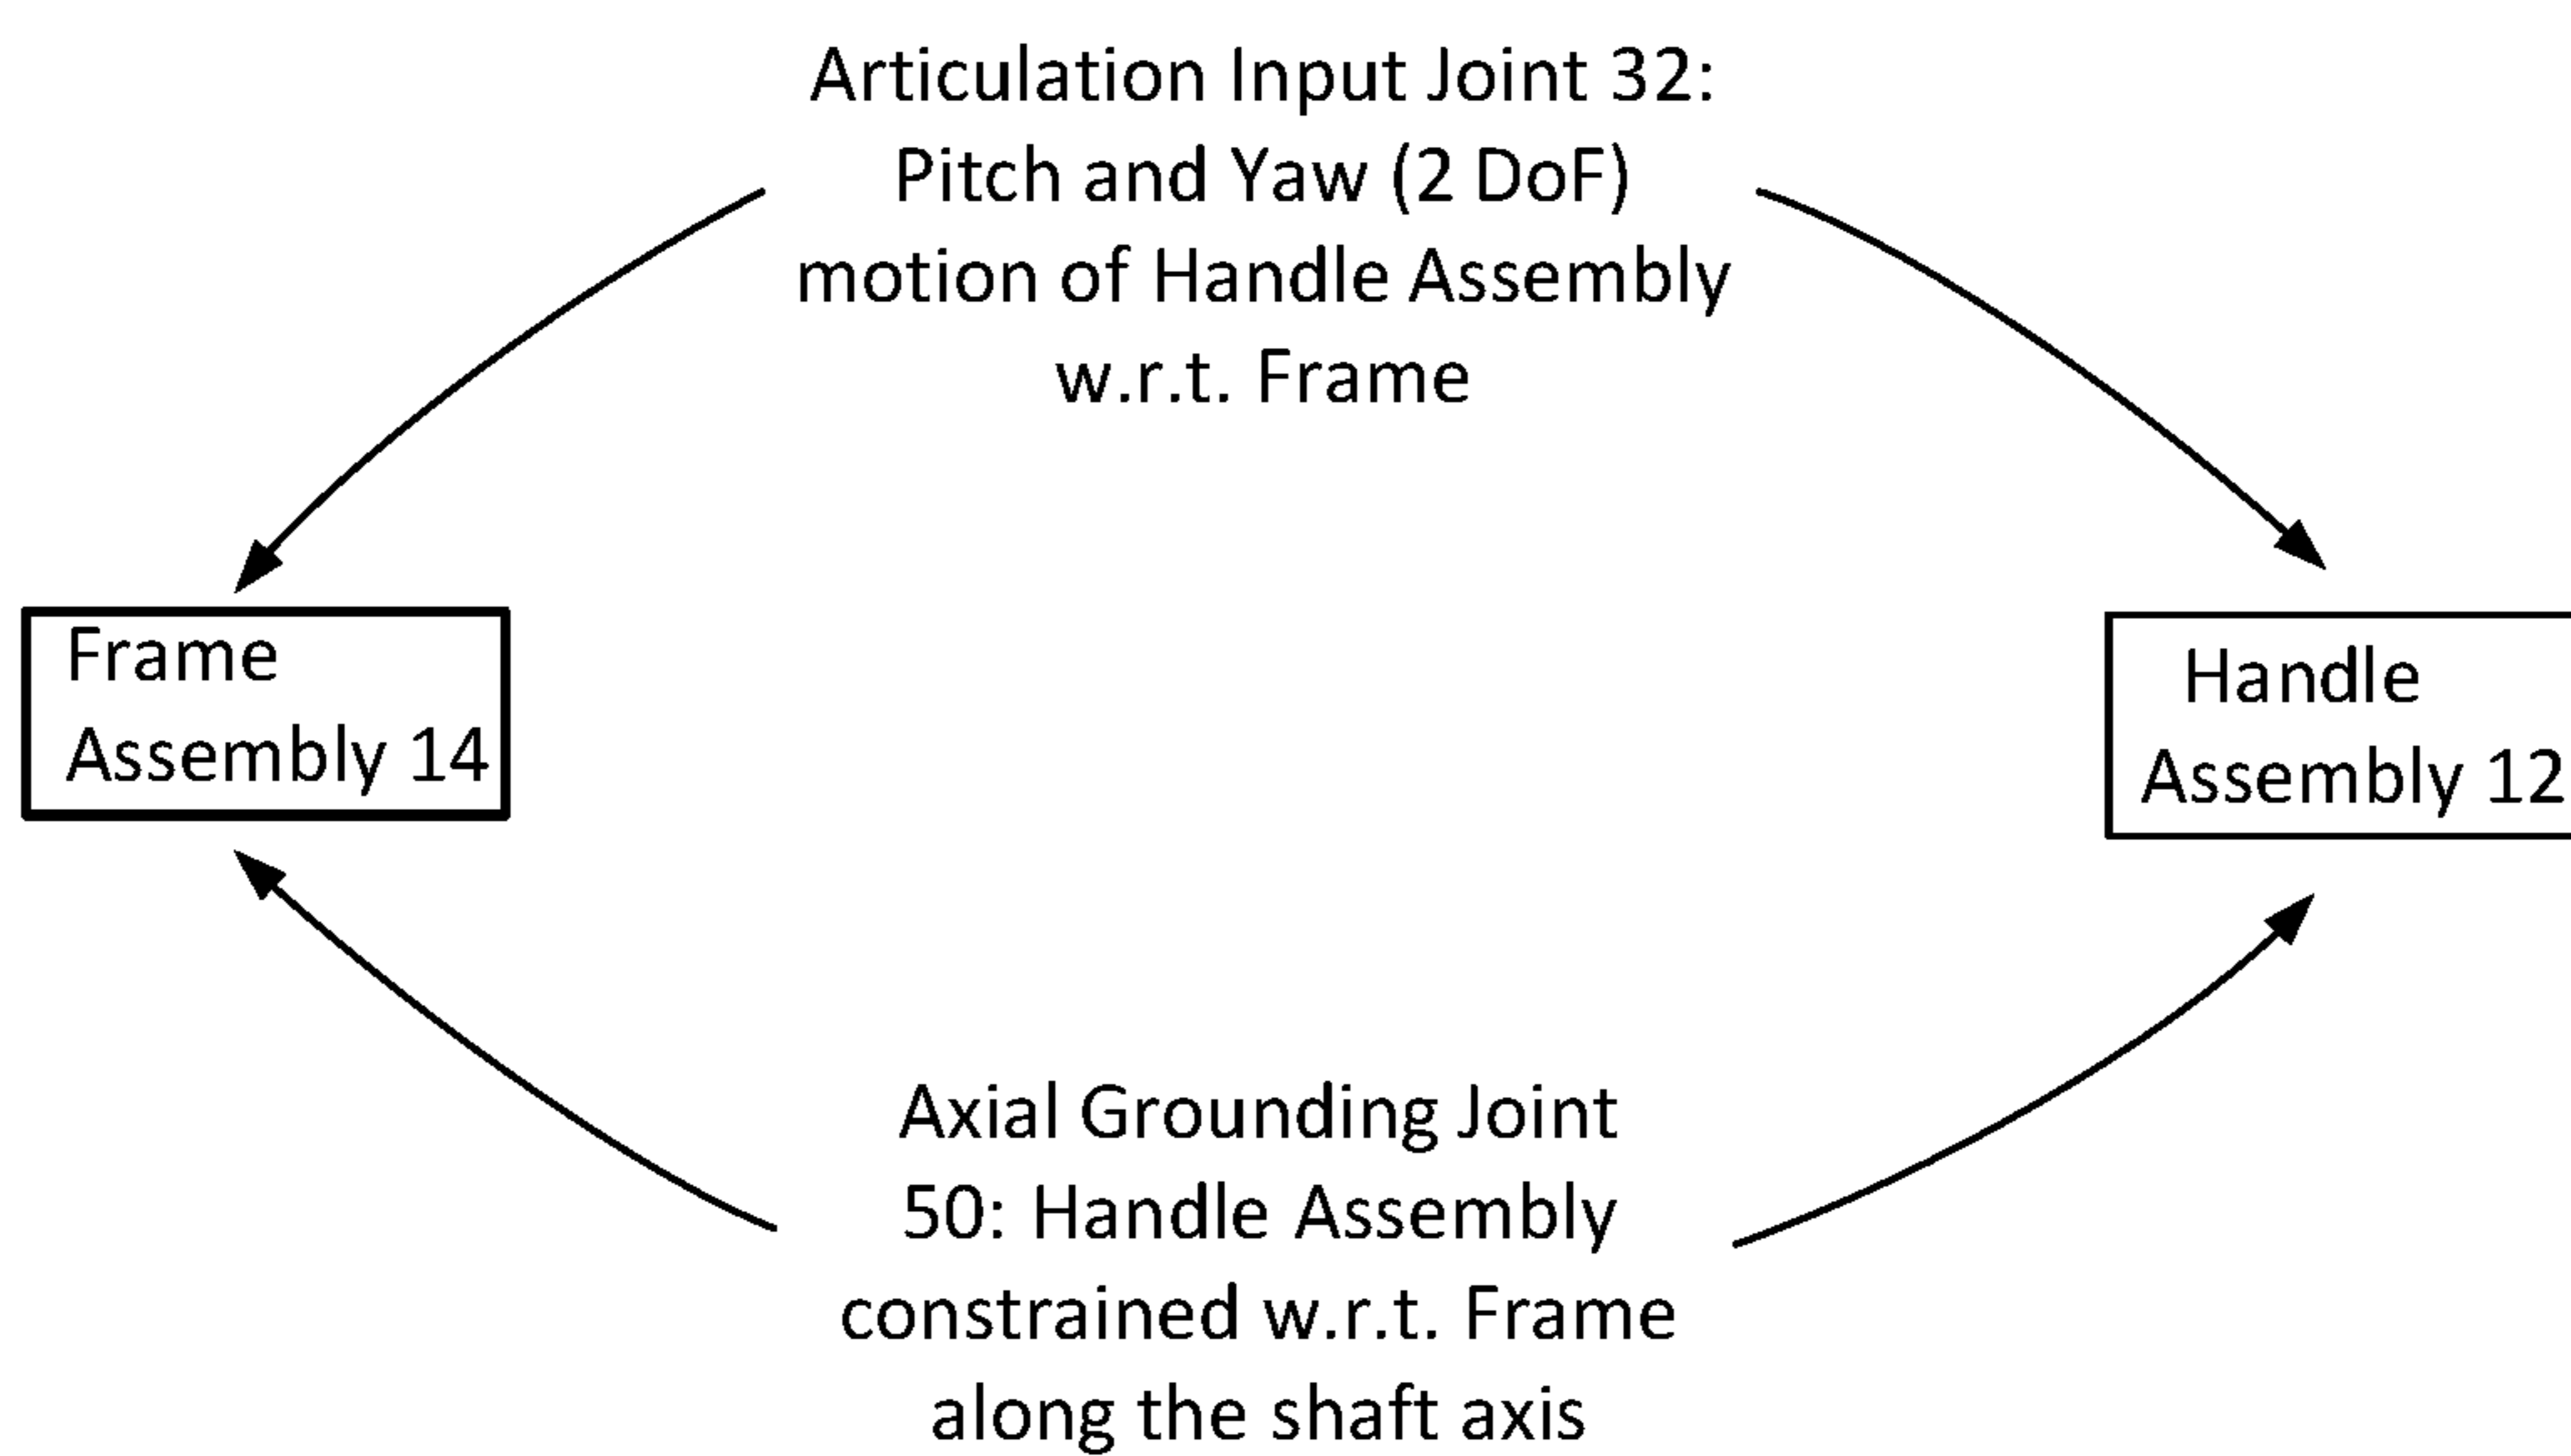 Articulation Input Joint 32:
Pitch and Yaw (2 DoF)
motion of Handle Assembly
w.r.t. Frame
Frame
Assembly 14
Handle
Assembly 12
Axial Grounding Joint
50: Handle Assembly
constrained w.r.t. Frame
along the shaft axis